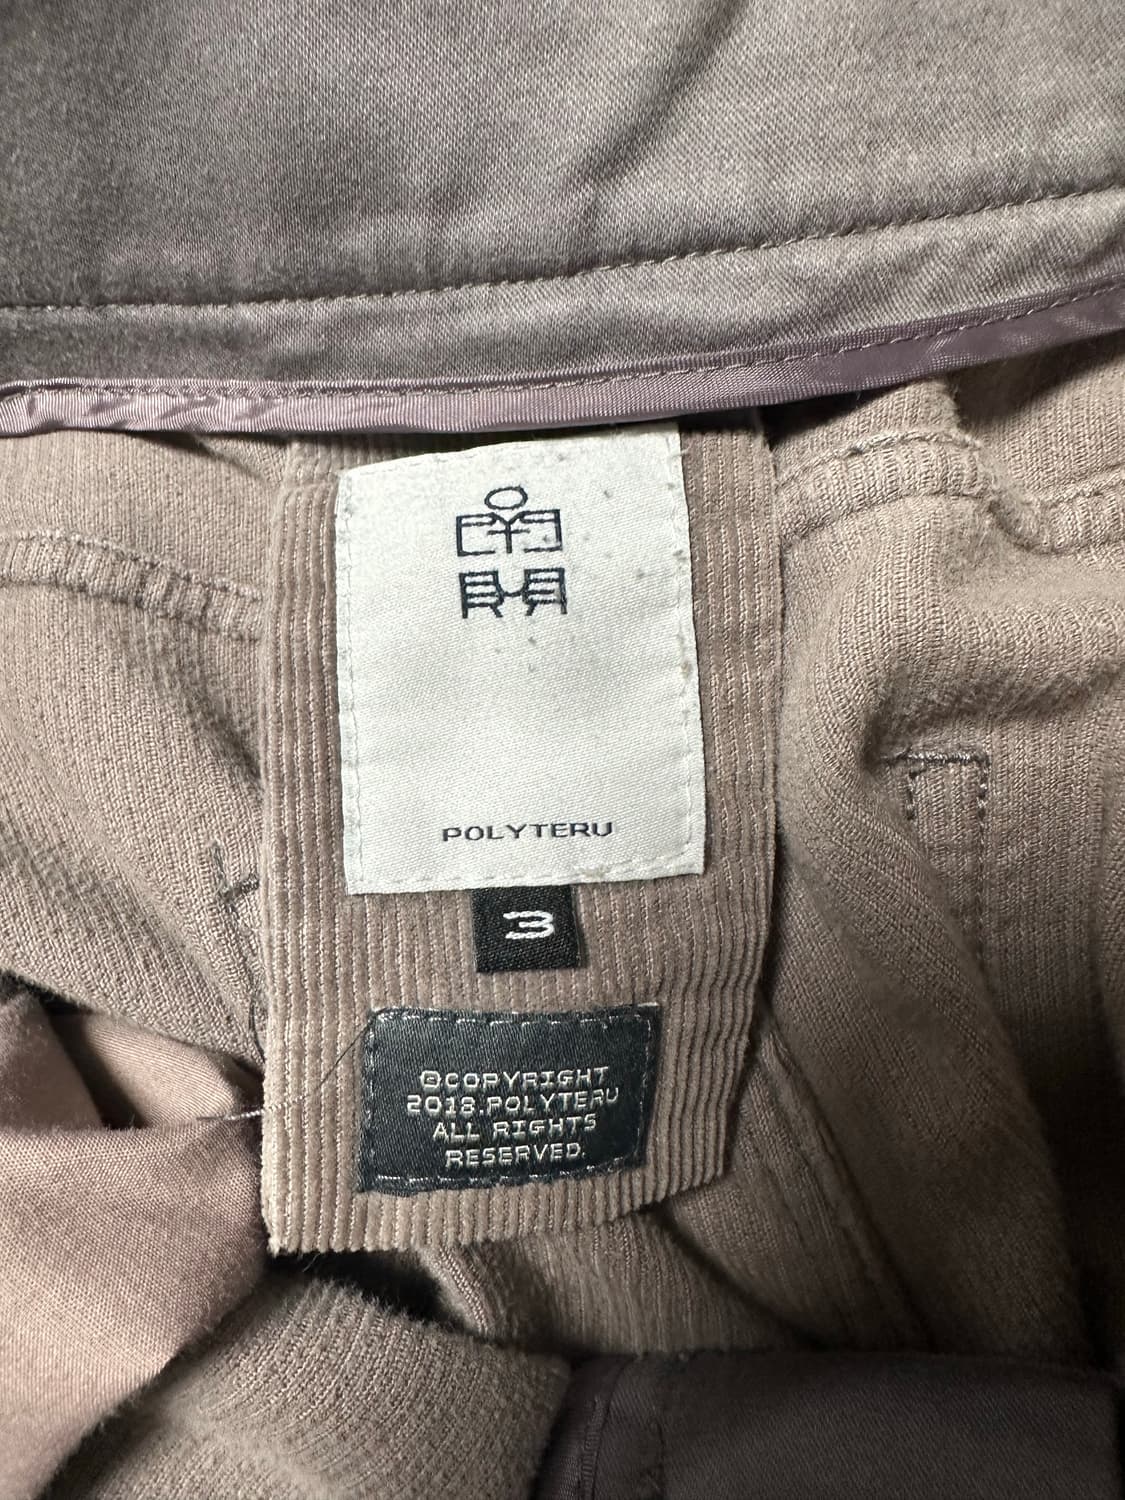 POLYTERU
3
©COPYRIGHT
2018.POLYTERU
ALL RIGHTS
RESERVED.